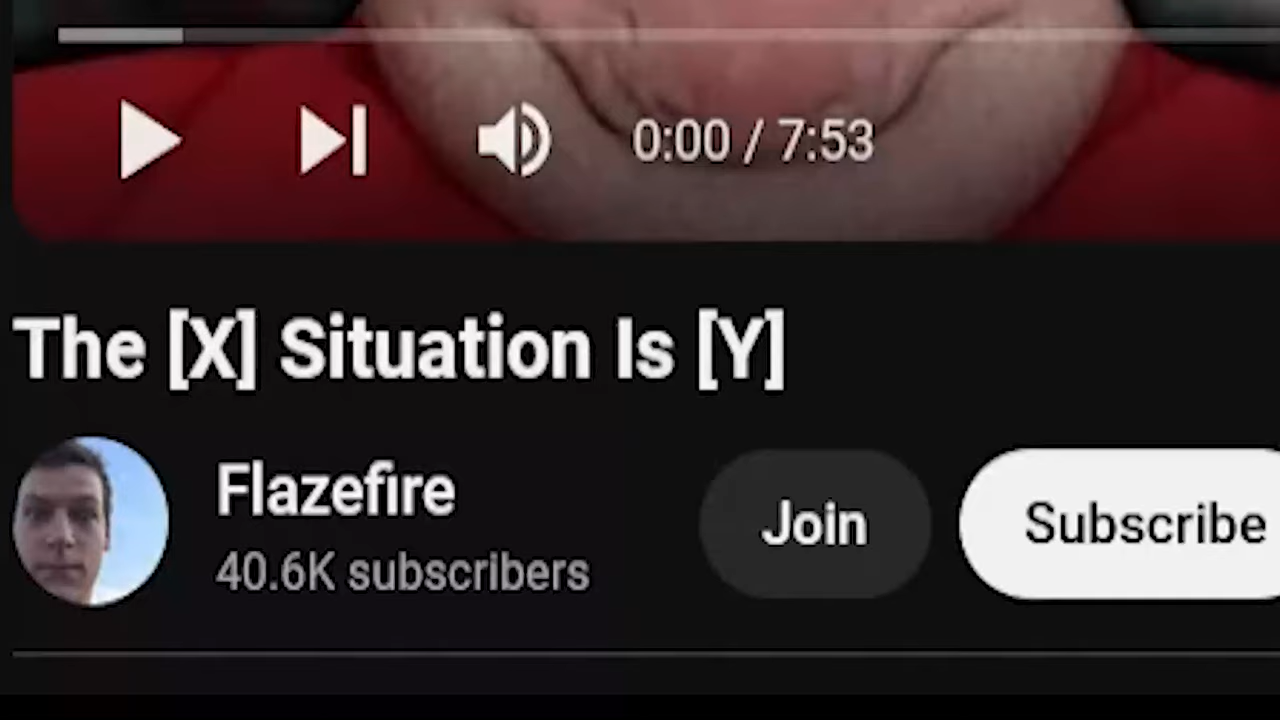 0:00 / 7:53
The [X] Situation Is [Y]
Flazefire
40.6K subscribers
Join
Subscribe